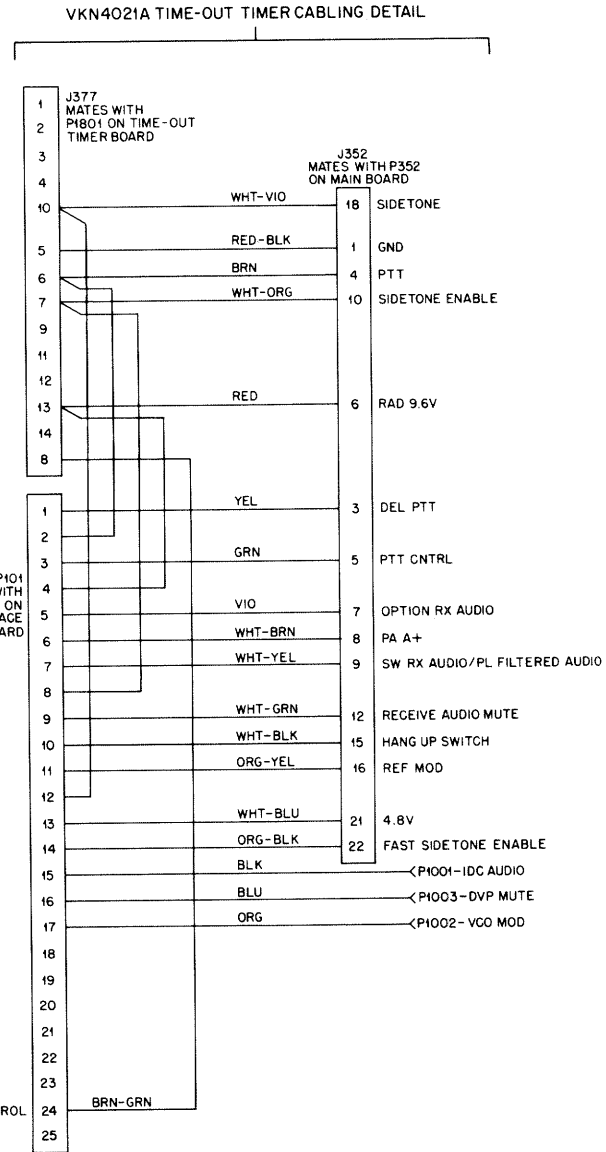 VKN4021A TIME-OUT TIMER CABLING DETAIL
J377
MATES WITH
P1801 ON TIME-OUT
TIMER BOARD
1
2
3
4
10
5
6
7
9
11
12
13
14
8
J352
MATES WITH P352
ON MAIN BOARD
WHT-VIO 18 SIDETONE
RED-BLK 1 GND
BRN 4 PTT
WHT-ORG 10 SIDETONE ENABLE
RED 6 RAD 9.6V
1 YEL 3 DEL PTT
2
3 GRN 5 PTT CNTRL
P101
WITH
ON
ACE
ARD
4
5 VIO 7 OPTION RX AUDIO
6 WHT-BRN 8 PA A+
7 WHT-YEL 9 SW RX AUDIO/PL FILTERED AUDIO
8
9 WHT-GRN 12 RECEIVE AUDIO MUTE
10 WHT-BLK 15 HANG UP SWITCH
11 ORG-YEL 16 REF MOD
12
13 WHT-BLU 21 4.8V
14 ORG-BLK 22 FAST SIDETONE ENABLE
15 BLK P1001-IDC AUDIO
16 BLU P1003-DVP MUTE
17 ORG P1002-VCO MOD
18
19
20
21
22
23
ROL 24 BRN-GRN
25